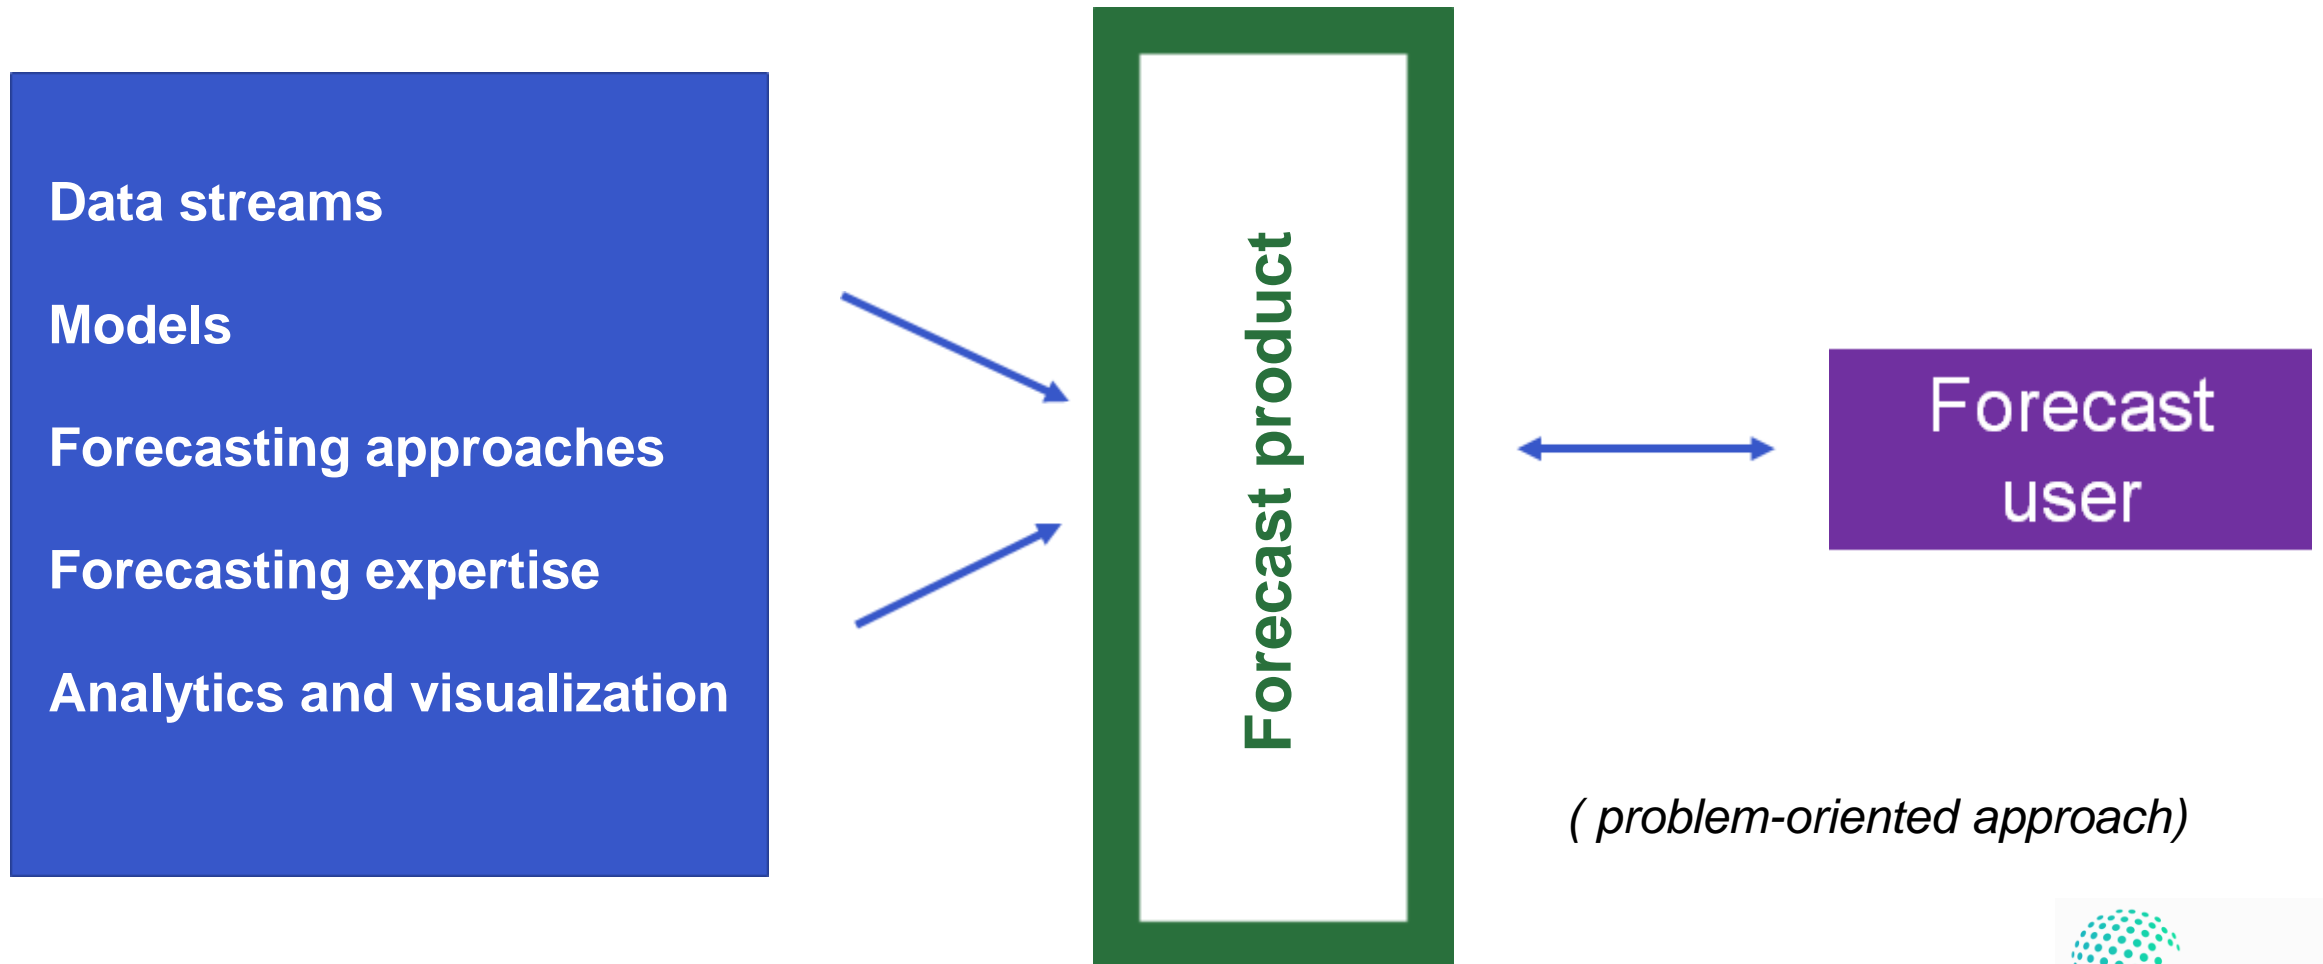 Data streams
Models
Forecasting approaches
Forecasting expertise
Analytics and visualization
Forecast product
Forecast
user
( problem-oriented approach)